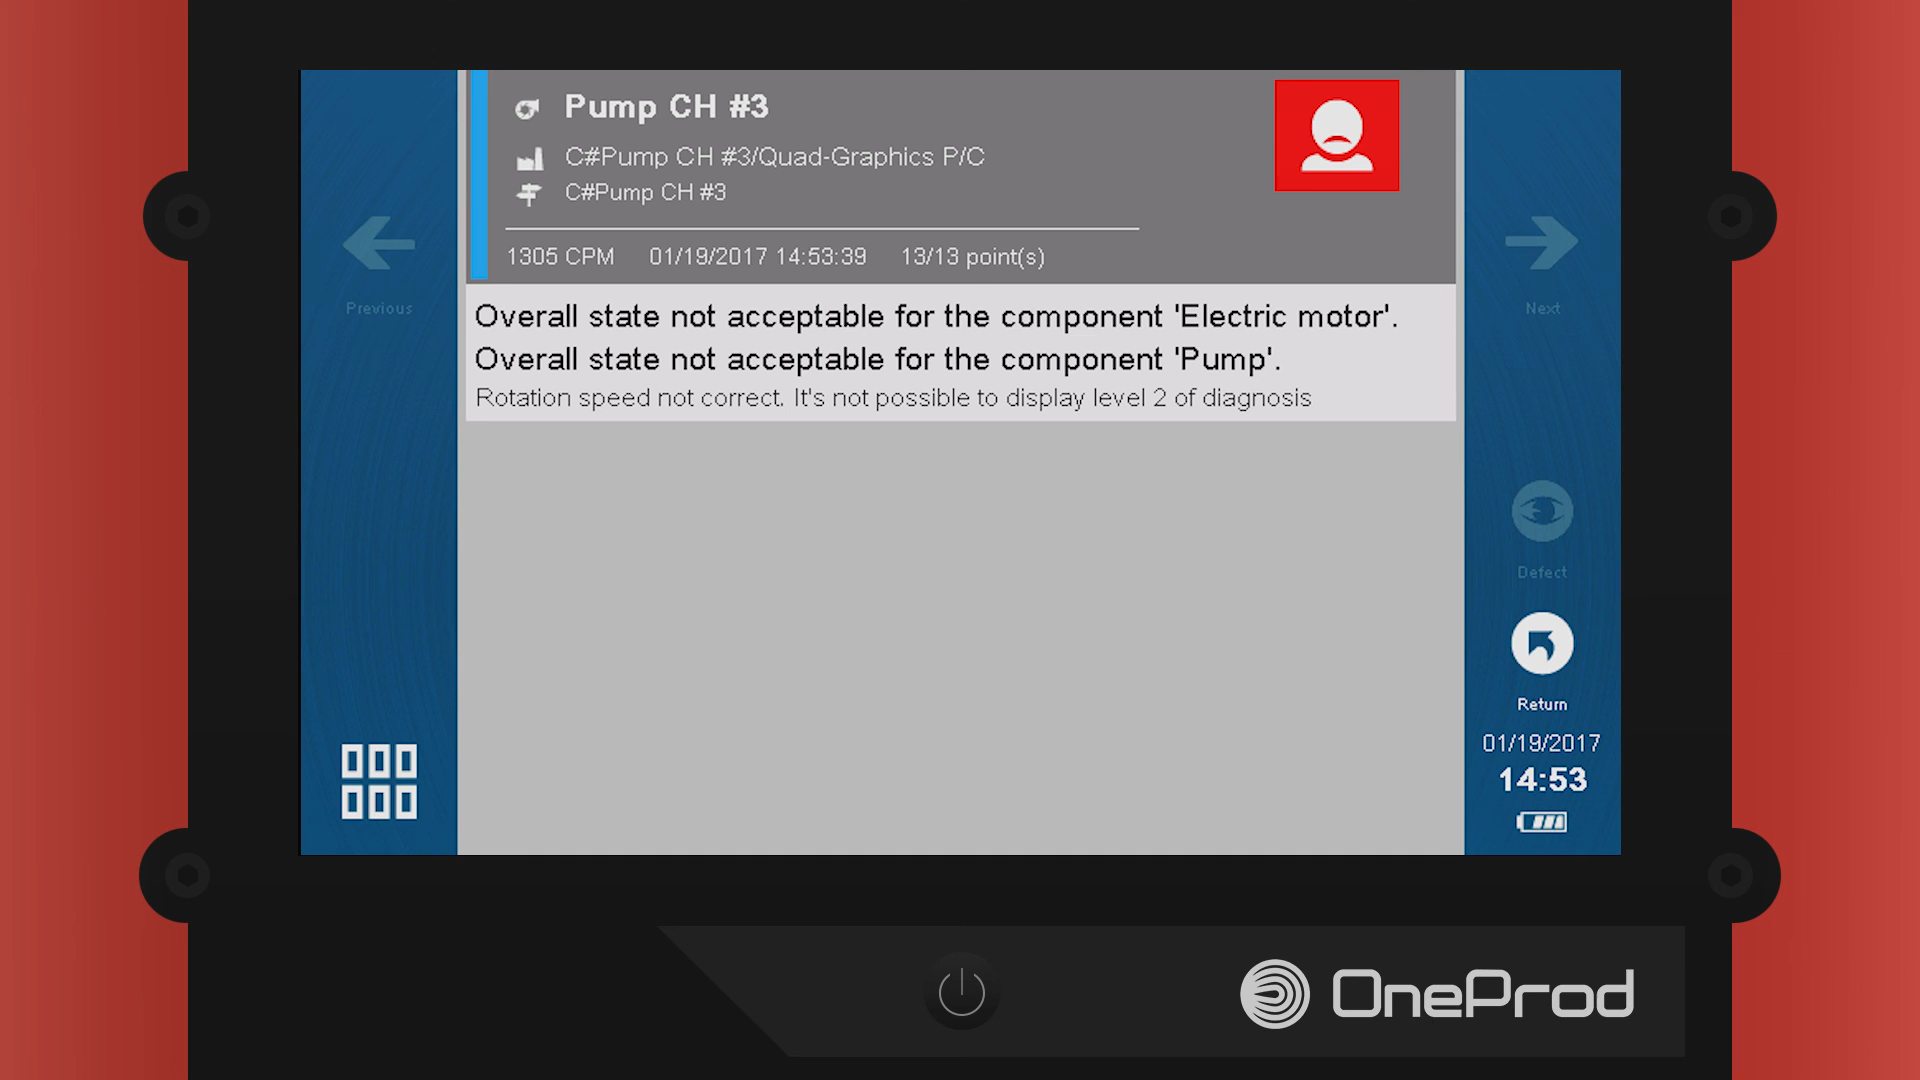 Pump CH #3
C#Pump CH #3/Quad-Graphics P/C
C#Pump CH #3
1305 CPM 01/19/2017 14:53:39 13/13 point(s)
Overall state not acceptable for the component 'Electric motor'.
Overall state not acceptable for the component 'Pump'.
Rotation speed not correct. It's not possible to display level 2 of diagnosis
Previous
Next
Defect
Return
01/19/2017
14:53
OneProd